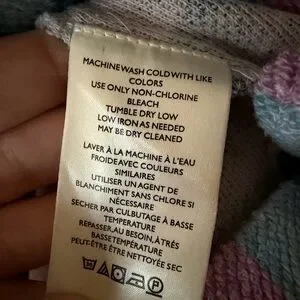 MACHINE WASH COLD WITH LIKE
COLORS
USE ONLY NON-CHLORINE
BLEACH
TUMBLE DRY LOW
LOW IRON AS NEEDED
MAY BE DRY CLEANED
LAVER À LA MACHINE À L'EAU
FROIDE AVEC COULEURS
SIMILAIRES
UTILISER UN AGENT DE
BLANCHIMENT SANS CHLORE SI
NÉCESSAIRE
SECHER PAR CULBUTAGE À BASSE
TEMPÉRATURE
REPASSER, AU BESOIN, À TRÈS
BASSE TEMPÉRATURE
PEUT-ÊTRE ÊTRE NETTOYÉE SEC